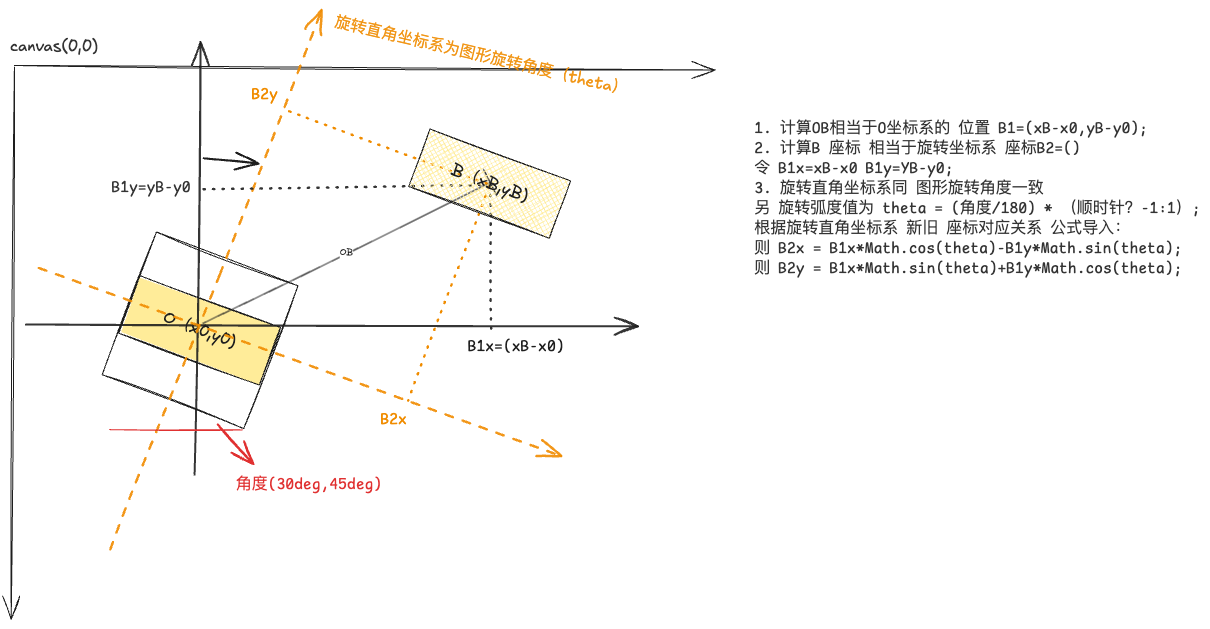 canvas(0,0)
旋转直角坐标系为图形旋转角度 (theta)
B2y
B (xB,yB)
B1y=yB-y0
OB
O (x0,y0)
B1x=(xB-x0)
B2x
角度(30deg,45deg)
1. 计算OB相当于O坐标系的 位置 B1=(xB-x0,yB-y0);
2. 计算B 座标 相当于旋转坐标系 座标B2=()
令 B1x=xB-x0 B1y=YB-y0;
3. 旋转直角坐标系同 图形旋转角度一致
另 旋转弧度值为 theta = (角度/180) * （顺时针? -1:1）;
根据旋转直角坐标系 新旧 座标对应关系 公式导入:
则 B2x = B1x*Math.cos(theta)-B1y*Math.sin(theta);
则 B2y = B1x*Math.sin(theta)+B1y*Math.cos(theta);